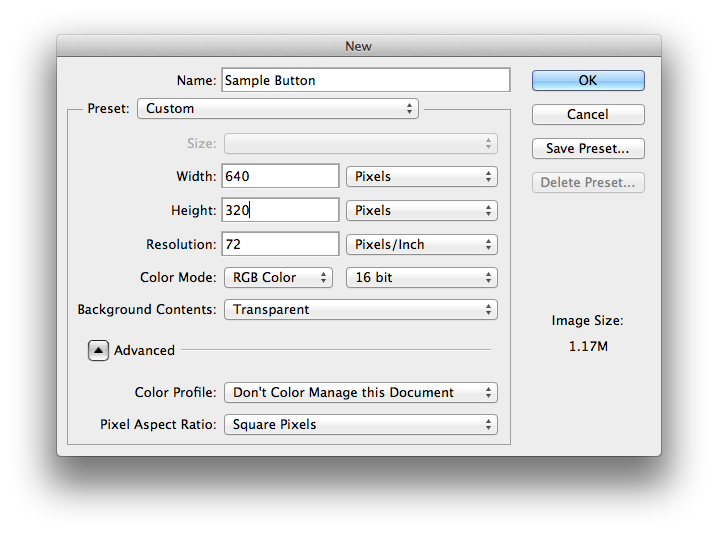 New
Name: Sample Button
OK
Preset: Custom
Cancel
Size:
Save Preset...
Width: 640 Pixels
Delete Preset...
Height: 320 Pixels
Resolution: 72 Pixels/Inch
Color Mode: RGB Color 16 bit
Background Contents: Transparent
Image Size:
1.17M
Advanced
Color Profile: Don't Color Manage this Document
Pixel Aspect Ratio: Square Pixels